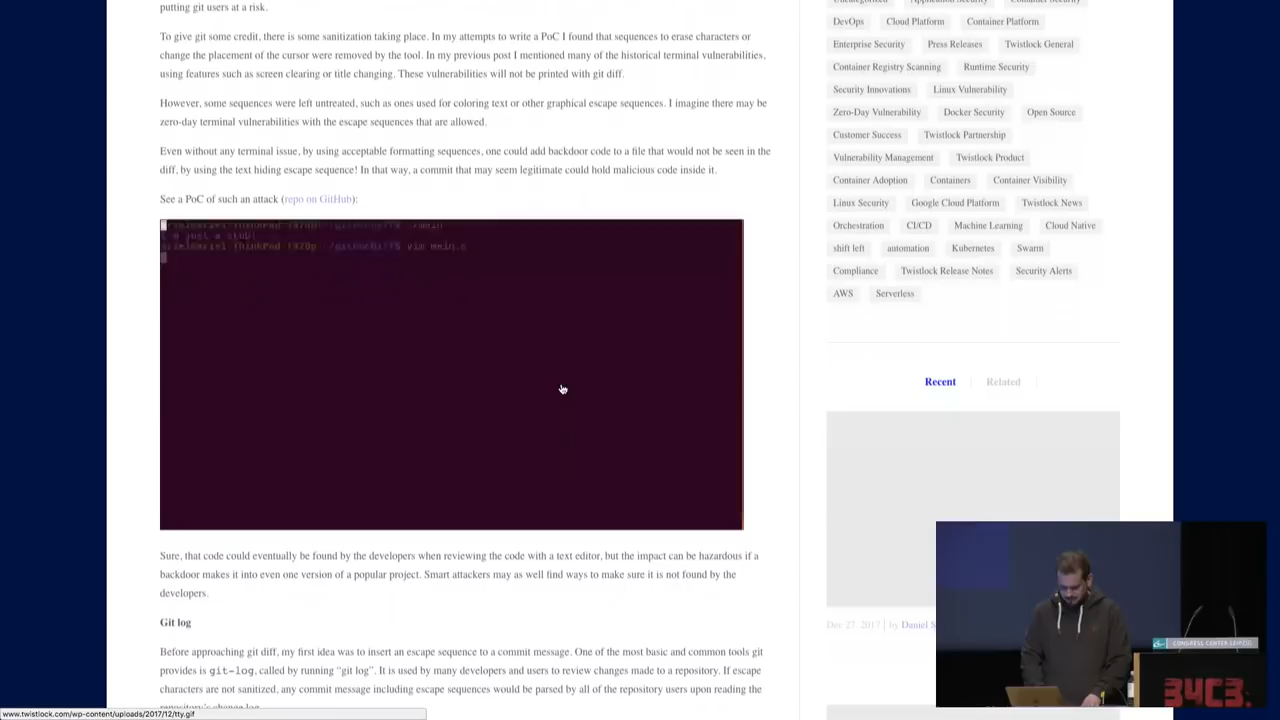 putting git users at a risk.
To give git some credit, there is some sanitization taking place. In my attempts to write a PoC I found that sequences to erase characters or
change the placement of the cursor were removed by the tool. In my previous post I mentioned many of the historical terminal vulnerabilities,
using features such as screen clearing or title changing. These vulnerabilities will not be printed with git diff.
However, some sequences were left untreated, such as ones used for coloring text or other graphical escape sequences. I imagine there may be
zero-day terminal vulnerabilities with the escape sequences that are allowed.
Even without any terminal issue, by using acceptable formatting sequences, one could add backdoor code to a file that would not be seen in the
diff, by using the text hiding escape sequence! In that way, a commit that may seem legitimate could hold malicious code inside it.
See a PoC of such an attack (repo on GitHub):
vim main.c
Sure, that code could eventually be found by the developers when reviewing the code with a text editor, but the impact can be hazardous if a
backdoor makes it into even one version of a popular project. Smart attackers may as well find ways to make sure it is not found by the
developers.
Git log
Before approaching git diff, my first idea was to insert an escape sequence to a commit message. One of the most basic and common tools git
provides is git-log, called by running “git log”. It is used by many developers and users to review changes made to a repository. If escape
characters are not sanitized, any commit message including escape sequences would be parsed by all of the repository users upon reading the
repository's change log.
www.twistlock.com/wp-content/uploads/2017/12/tty.gif
Uncategorized Application Security Container Security
DevOps Cloud Platform Container Platform
Enterprise Security Press Releases Twistlock General
Container Registry Scanning Runtime Security
Security Innovations Linux Vulnerability
Zero-Day Vulnerability Docker Security Open Source
Customer Success Twistlock Partnership
Vulnerability Management Twistlock Product
Container Adoption Containers Container Visibility
Linux Security Google Cloud Platform Twistlock News
Orchestration CI/CD Machine Learning Cloud Native
shift left automation Kubernetes Swarm
Compliance Twistlock Release Notes Security Alerts
AWS Serverless
Recent Related
Dec 27, 2017 | by Daniel S
CONGRESS CENTER LEIPZIG
34C3.